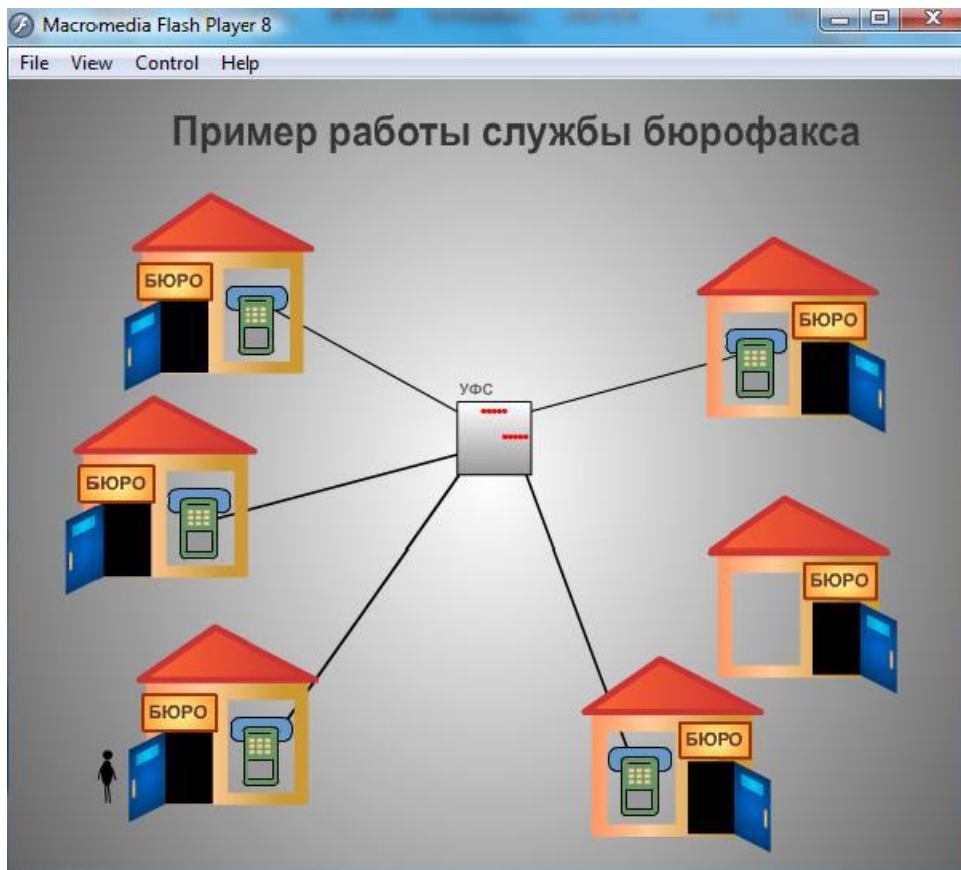 Macromedia Flash Player 8
File View Control Help
Пример работы службы бюрофакса
БЮРО
БЮРО
УФС
БЮРО
БЮРО
БЮРО
БЮРО